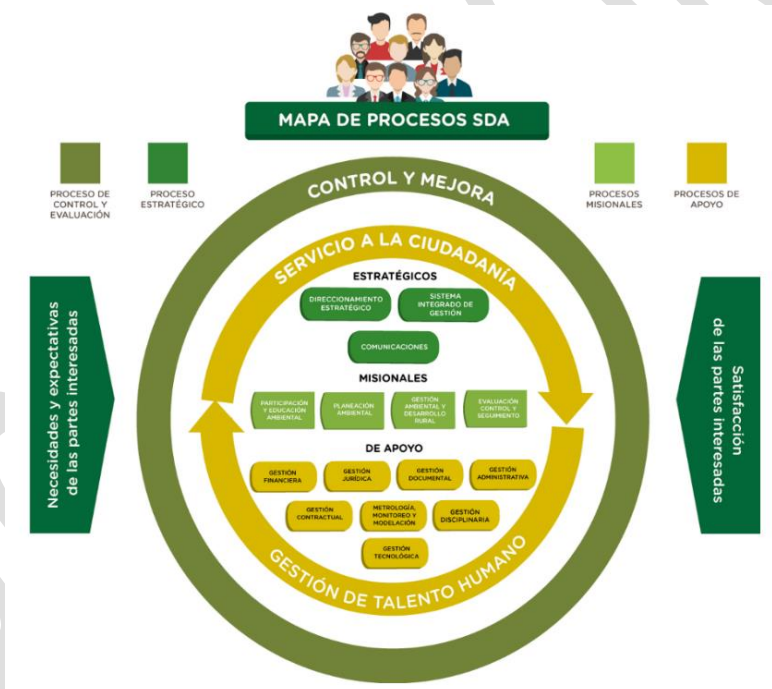 MAPA DE PROCESOS SDA
PROCESO DE
CONTROL Y
EVALUACIÓN
PROCESO
ESTRATÉGICO
PROCESOS
MISIONALES
PROCESOS DE
APOYO
CONTROL Y MEJORA
SERVICIO A LA CIUDADANÍA
Necesidades y expectativas
de las partes interesadas
ESTRATÉGICOS
DIRECCIONAMIENTO
ESTRATÉGICO
SISTEMA
INTEGRADO DE
GESTIÓN
COMUNICACIONES
MISIONALES
PARTICIPACIÓN
Y EDUCACIÓN
AMBIENTAL
PLANEACIÓN
AMBIENTAL
GESTIÓN
AMBIENTAL Y
DESARROLLO
RURAL
EVALUACIÓN
CONTROL Y
SEGUIMIENTO
DE APOYO
GESTIÓN
FINANCIERA
GESTIÓN
JURÍDICA
GESTIÓN
DOCUMENTAL
GESTIÓN
ADMINISTRATIVA
GESTIÓN
CONTRACTUAL
METROLOGÍA,
MONITOREO Y
MODELACIÓN
GESTIÓN
DISCIPLINARIA
GESTIÓN
TECNOLÓGICA
GESTIÓN DE TALENTO HUMANO
Satisfacción
de las partes interesadas